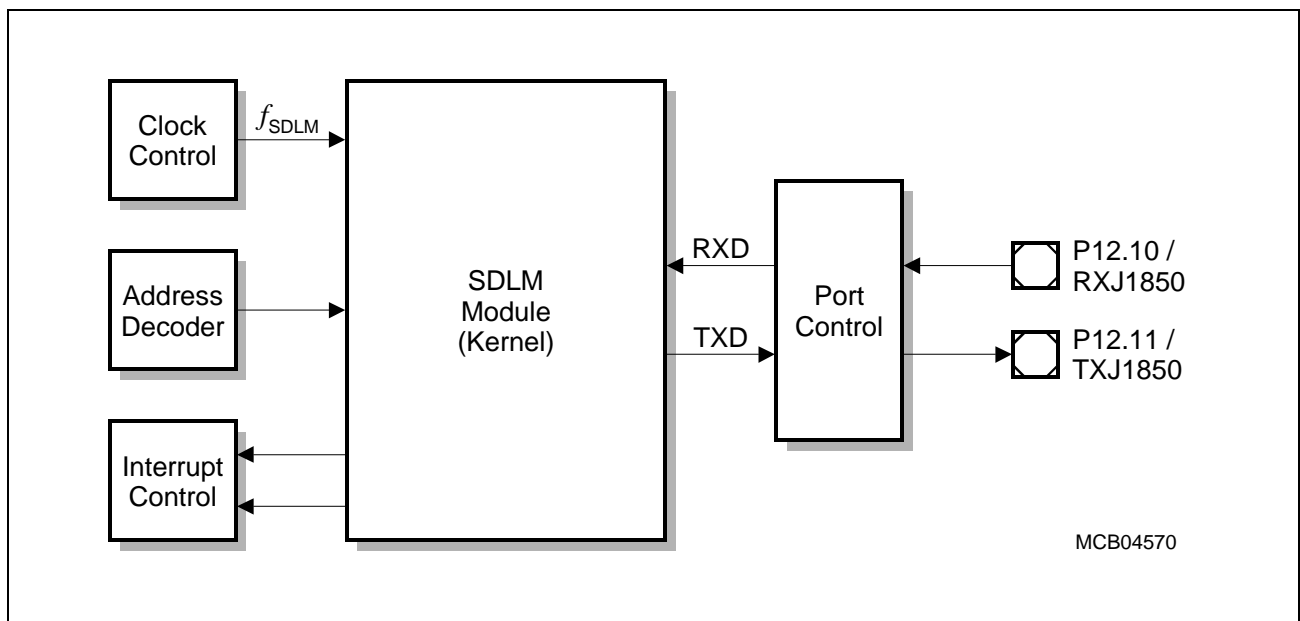 Clock
Control
fSDLM
Address
Decoder
Interrupt
Control
SDLM
Module
(Kernel)
RXD
TXD
Port
Control
P12.10 /
RXJ1850
P12.11 /
TXJ1850
MCB04570